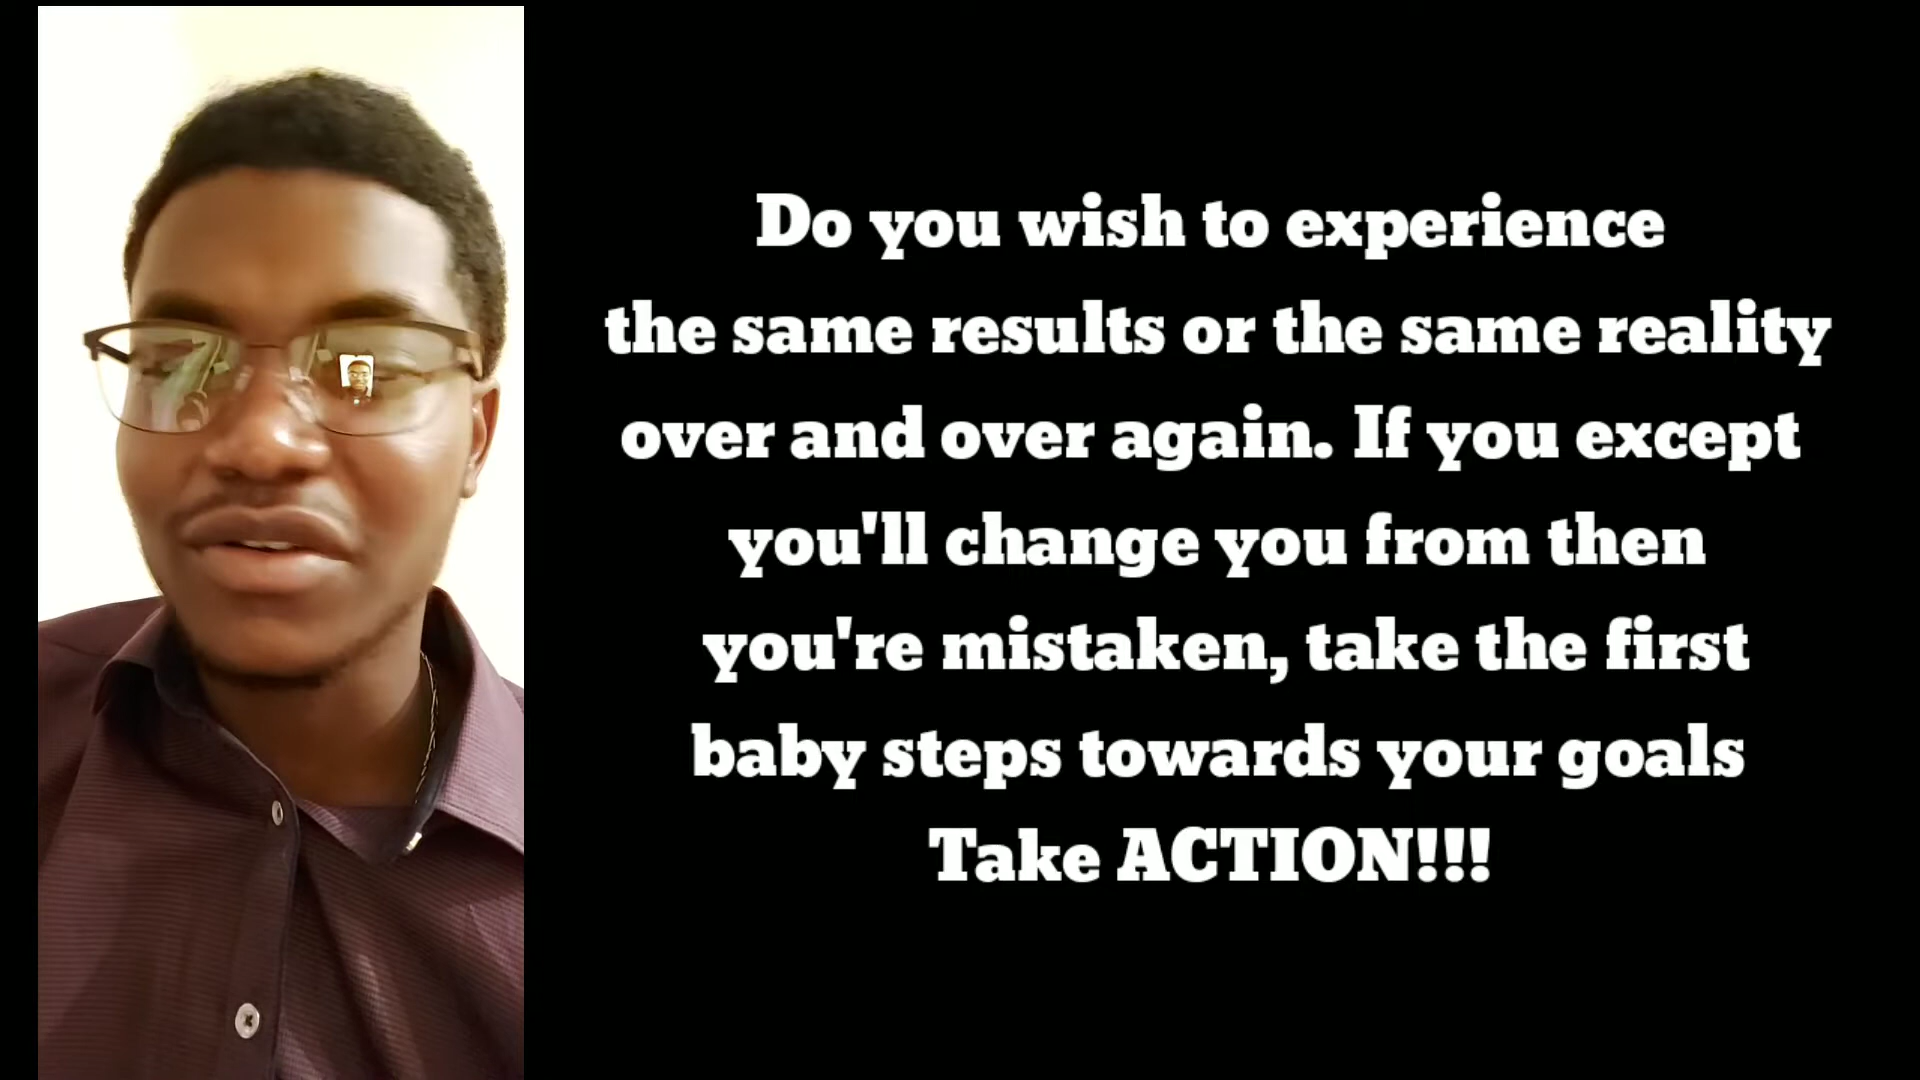 Do you wish to experience
the same results or the same reality
over and over again. If you except
you'll change you from then
you're mistaken, take the first
baby steps towards your goals
Take ACTION!!!